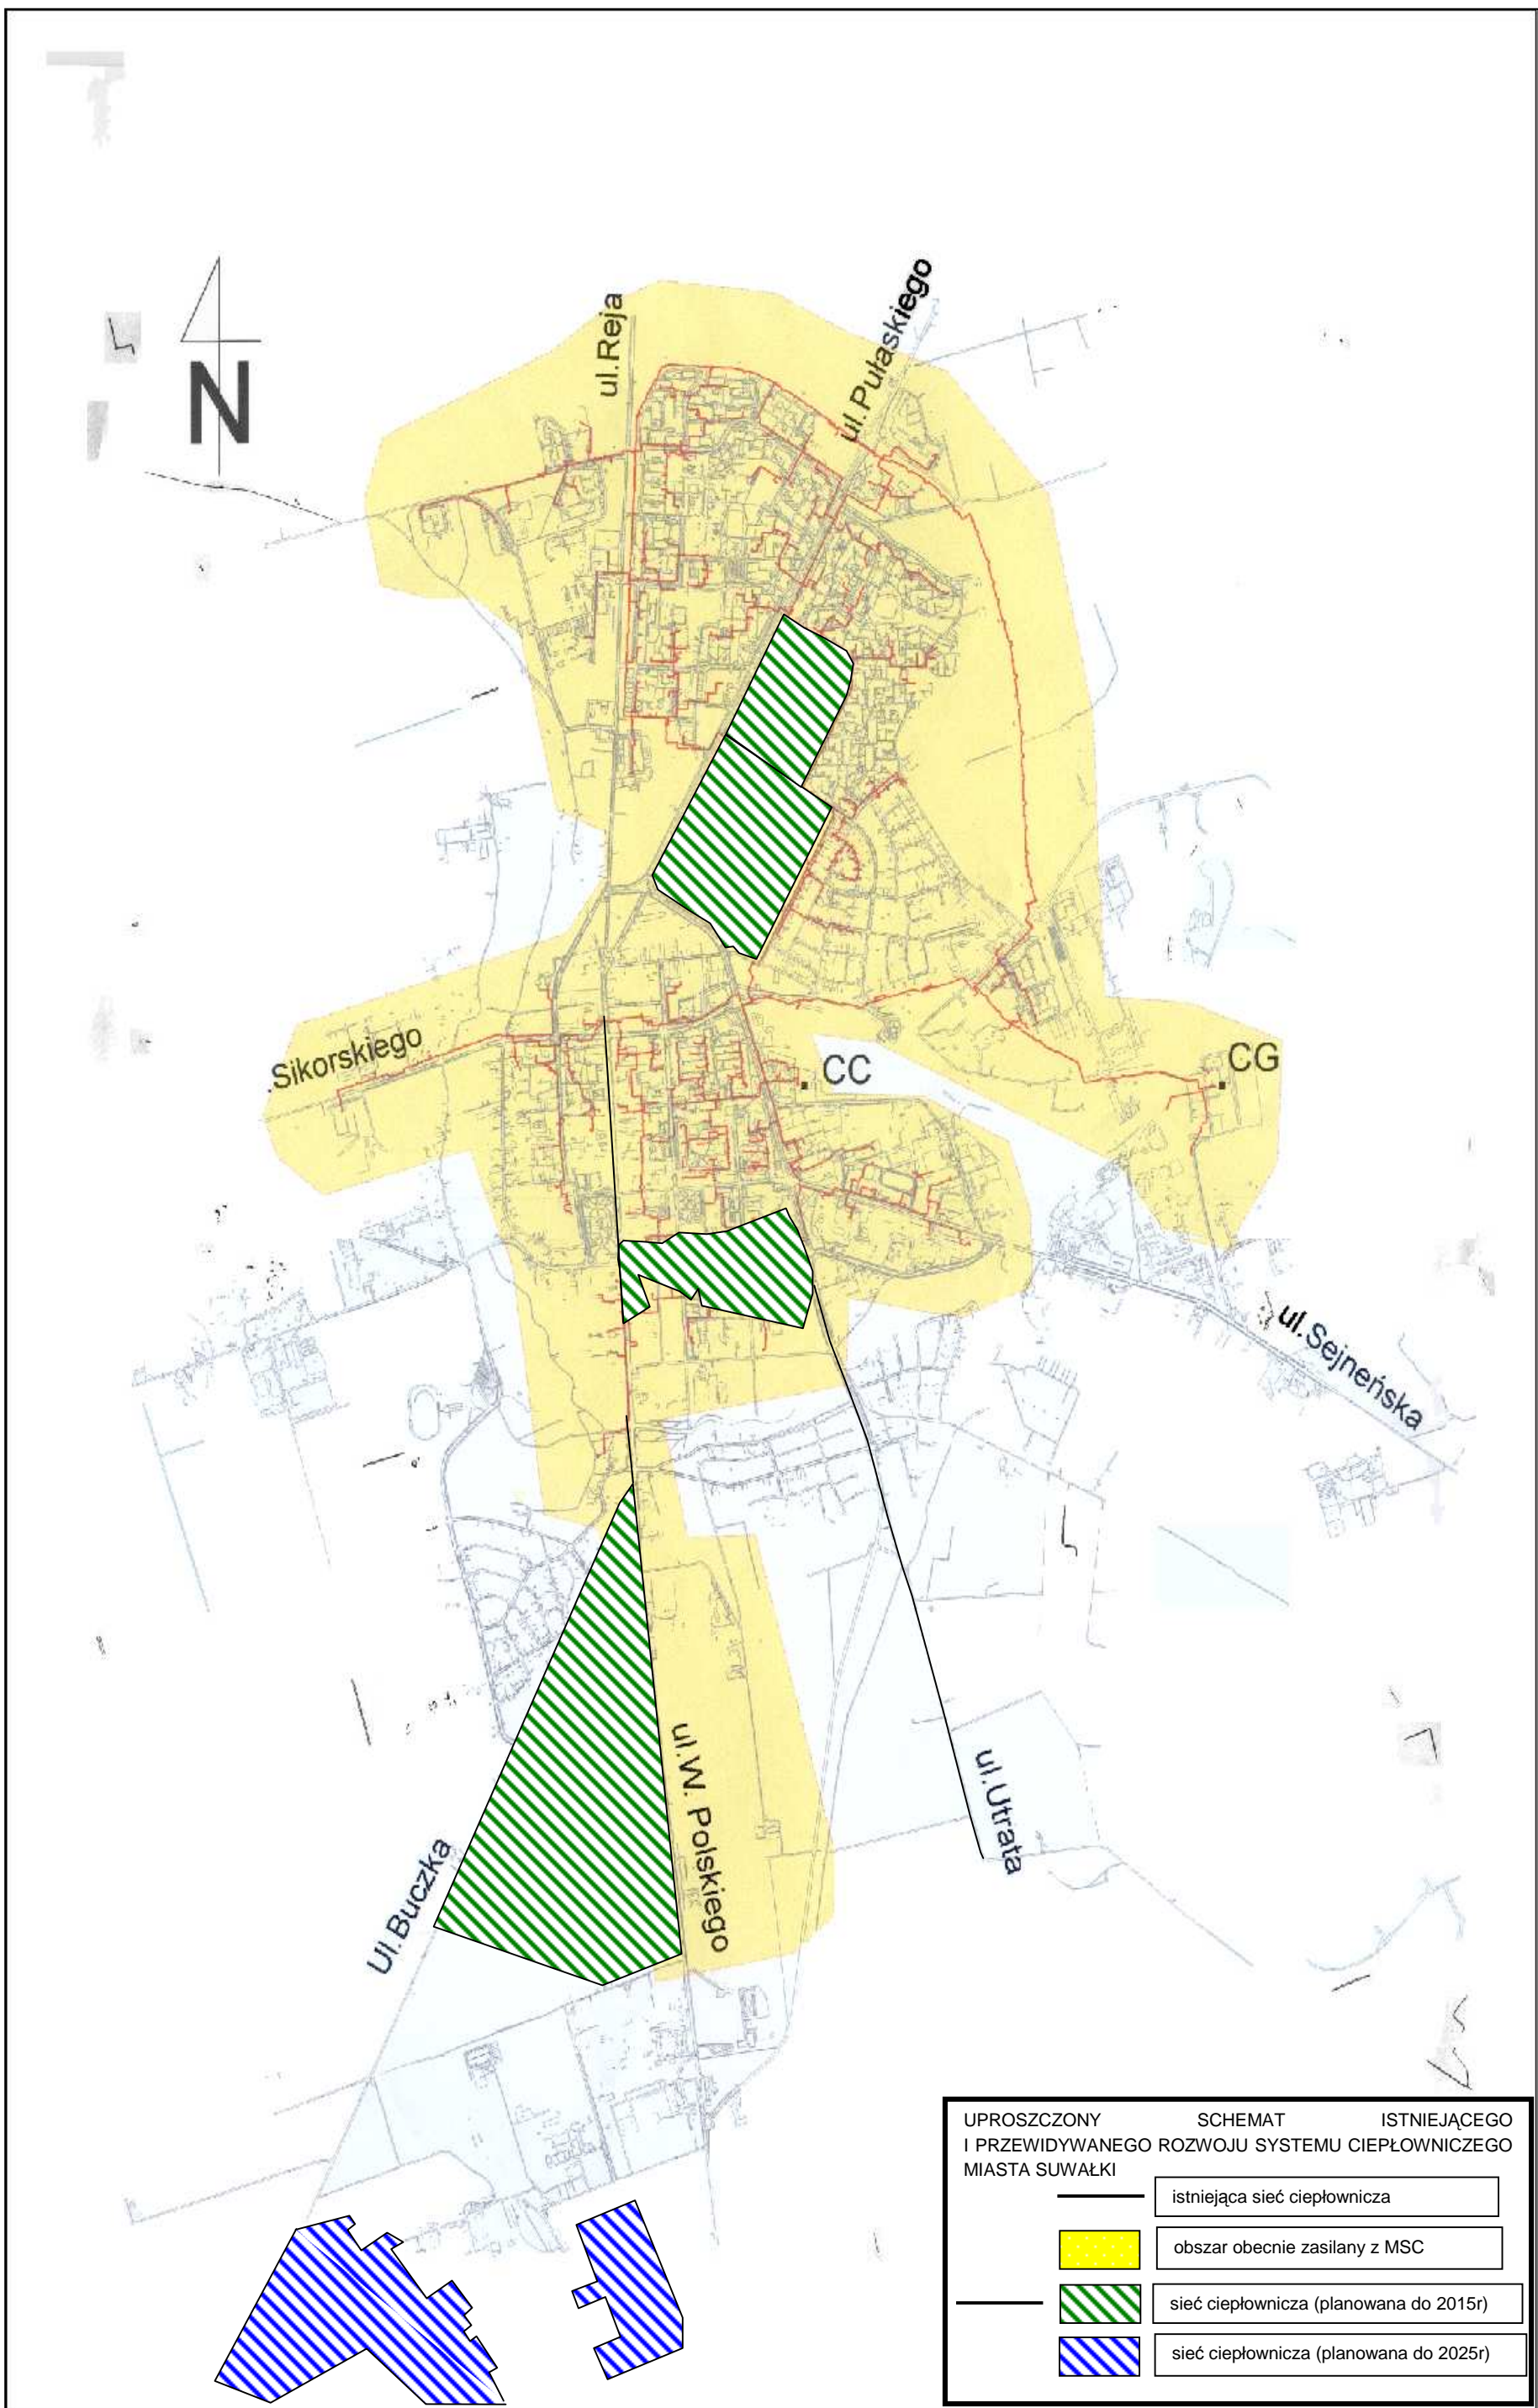 ul.Reja
ul.Pułaskiego
N
.Sikorskiego
CC
CG
ul.Sejneńska
ul.W. Polskiego
ul.Utrata
Ul.Buczka
UPROSZCZONY SCHEMAT ISTNIEJĄCEGO
I PRZEWIDYWANEGO ROZWOJU SYSTEMU CIEPŁOWNICZEGO
MIASTA SUWAŁKI
istniejąca sieć ciepłownicza
obszar obecnie zasilany z MSC
sieć ciepłownicza (planowana do 2015r)
sieć ciepłownicza (planowana do 2025r)